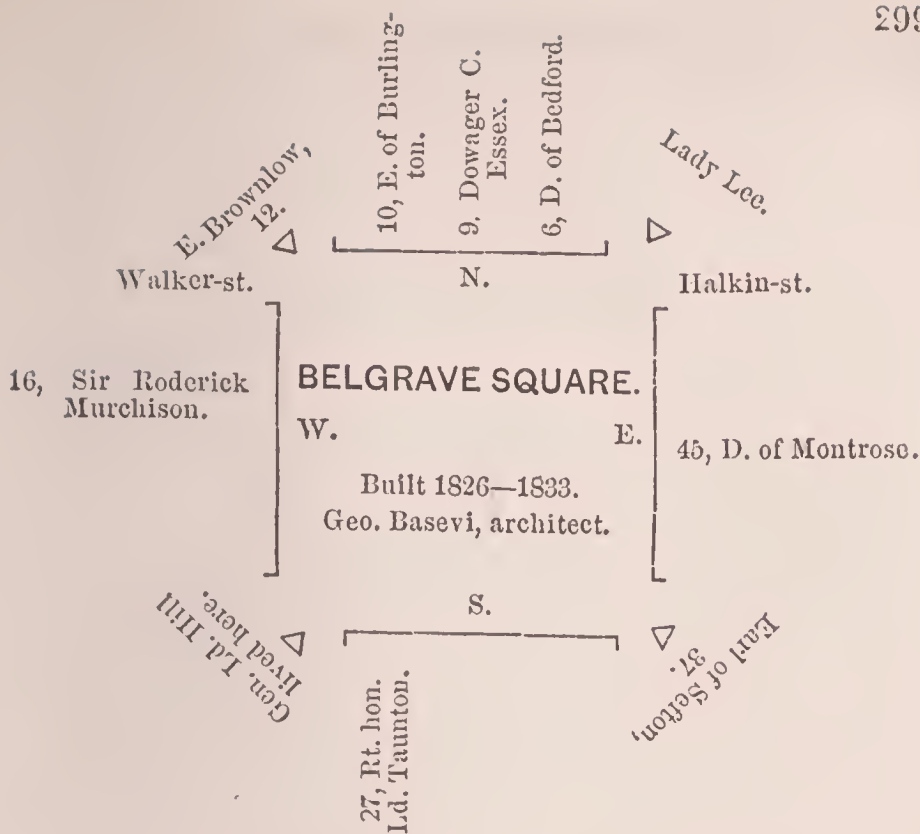 299
10, E. of Burling-
ton.
9. Dowager C.
Essex.
6, D. of Bedford.
E. Brownlow,
12.
Lady Lee.
Walker-st.
N.
Halkin-st.
16, Sir Roderick
Murchison.
BELGRAVE SQUARE.
W.
E.
45, D. of Montrose.
Built 1826—1833.
Geo. Basevi, architect.
S.
Gen. Ld. Hill
lived here.
27, Rt. hon.
Ld. Taunton.
Earl of Sefton,
37.